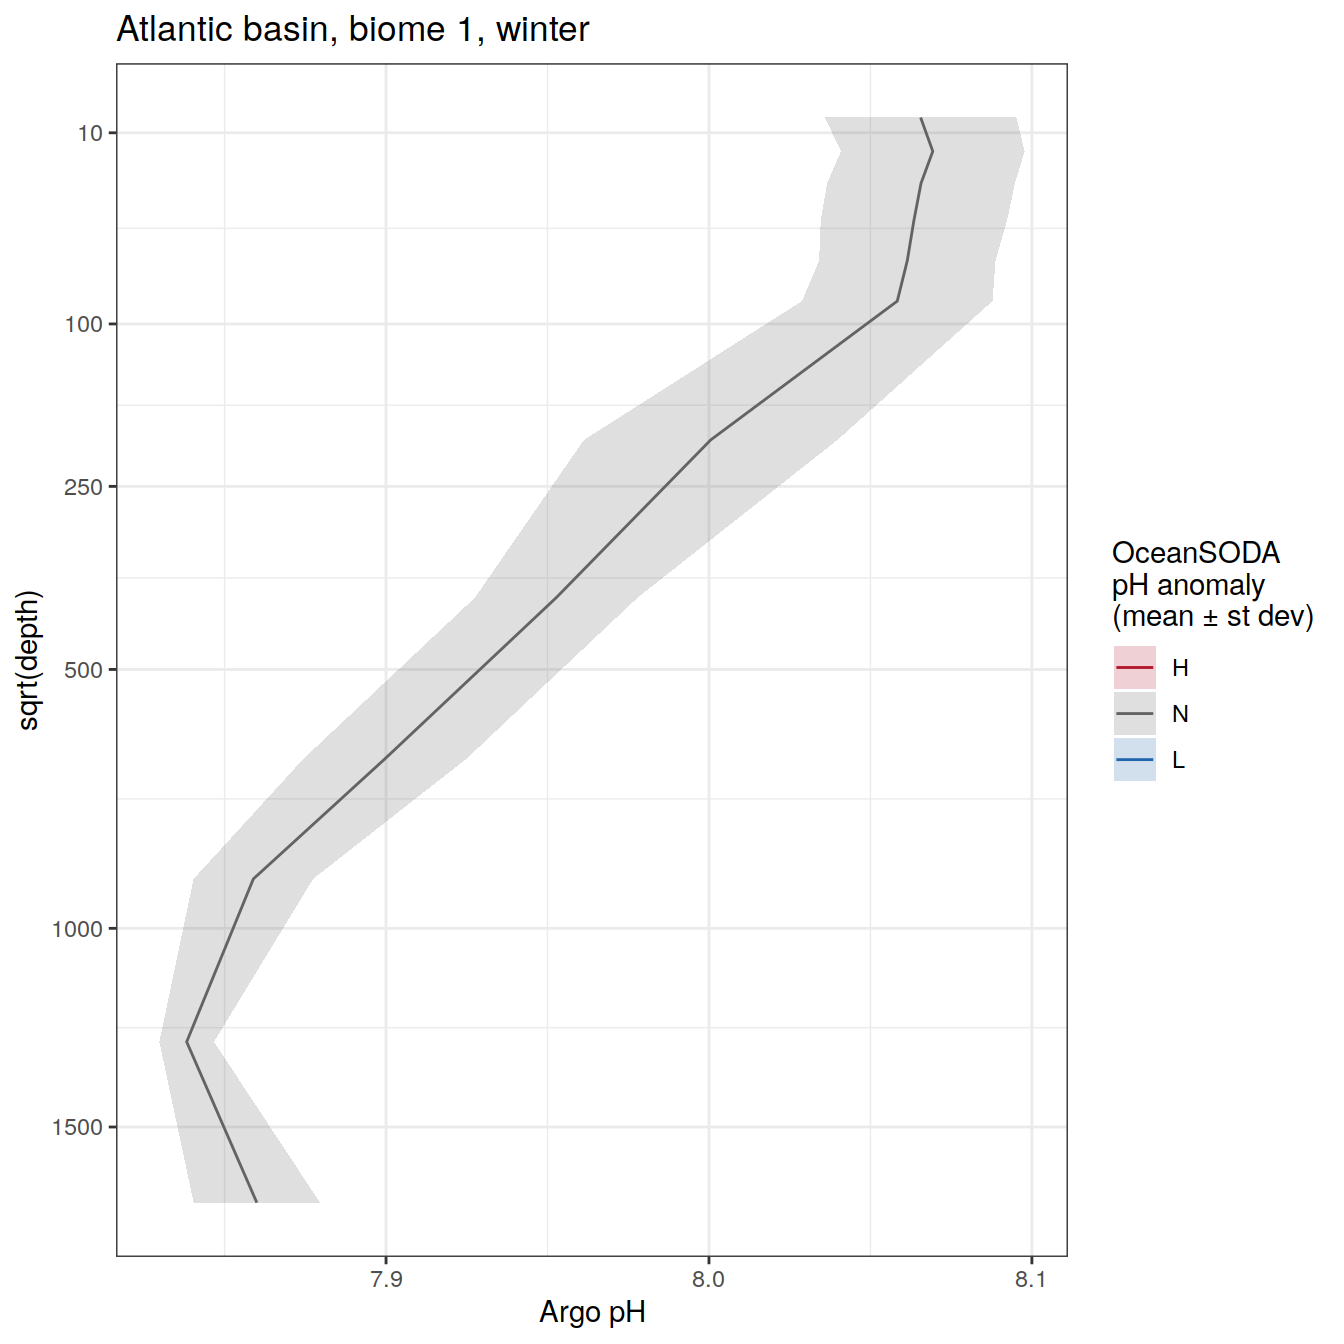 Atlantic basin, biome 1, winter
10
100
250
500
1000
1500
sqrt(depth)
7.9
8.0
8.1
Argo pH
OceanSODA
pH anomaly
(mean ± st dev)
H
N
L